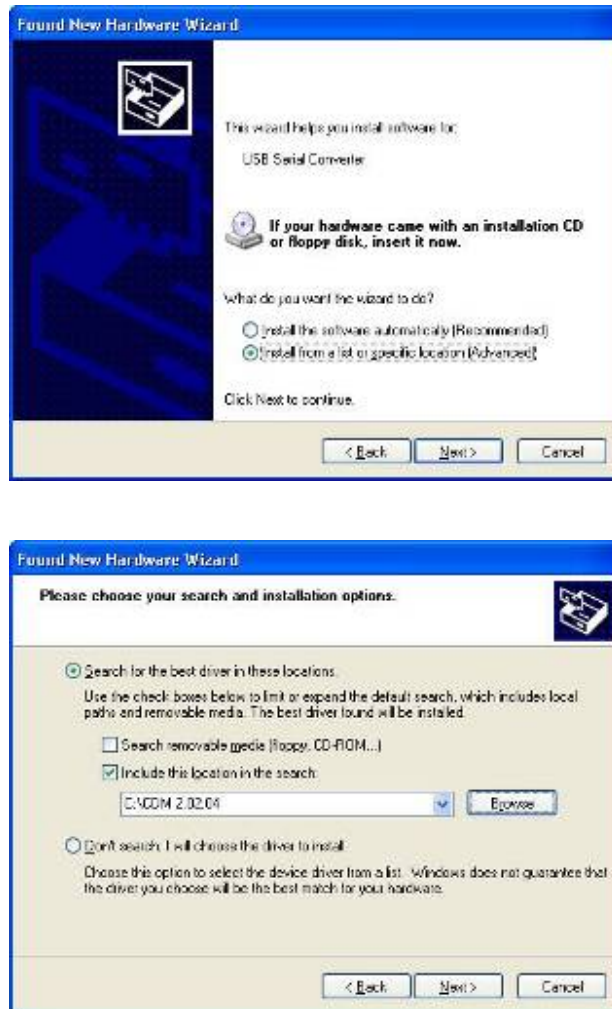 Found New Hardware Wizard
This wizard helps you install software for:
USB Serial Converter
If your hardware came with an installation CD
or floppy disk, insert it now.
What do you want the wizard to do?
Install the software automatically (Recommended)
Install from a list or specific location (Advanced)
Click Next to continue.
< Back
Next >
Cancel
Found New Hardware Wizard
Please choose your search and installation options.
Search for the best driver in these locations.
Use the check boxes below to limit or expand the default search, which includes local
paths and removable media. The best driver found will be installed.
Search removable media (floppy, CD-ROM...)
Include this location in the search:
C:\CDM 2.02.04
Browse
Don't search. I will choose the driver to install.
Choose this option to select the device driver from a list. Windows does not guarantee that
the driver you choose will be the best match for your hardware.
< Back
Next >
Cancel